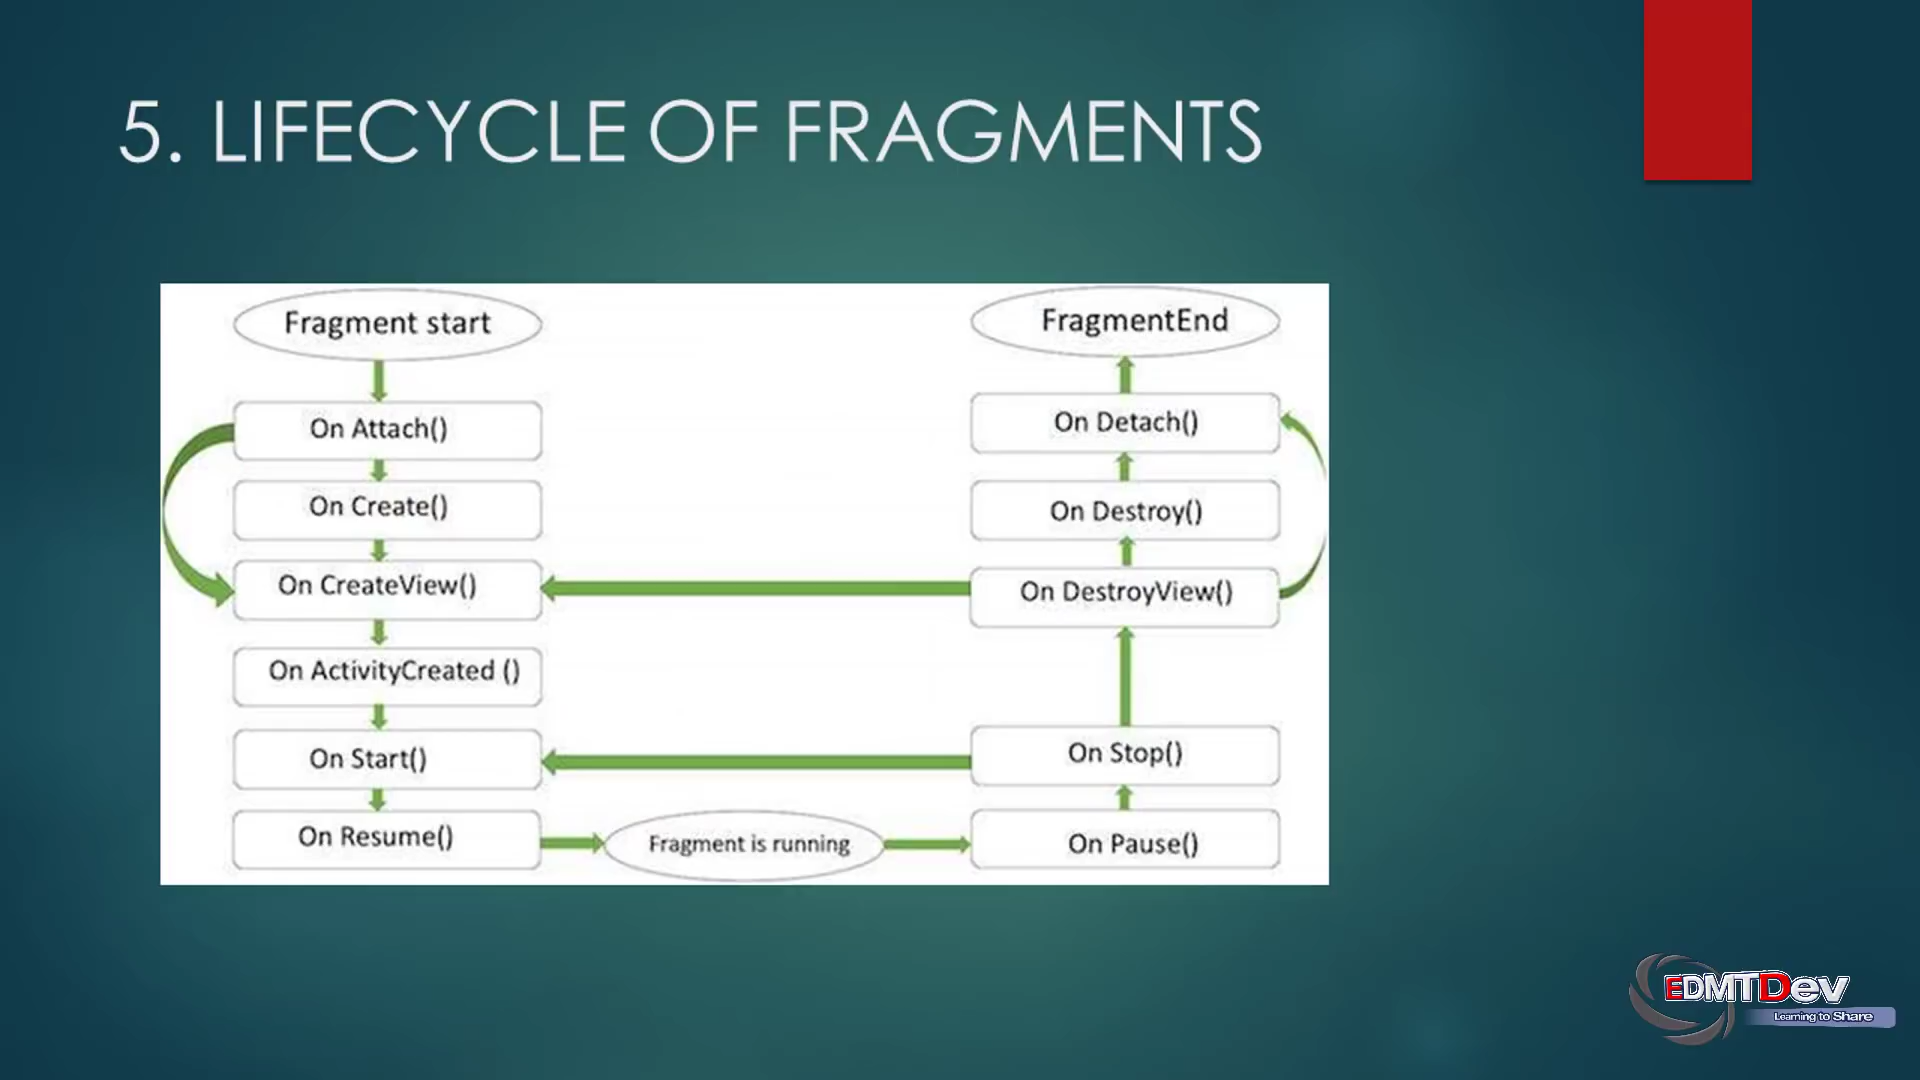 5. LIFECYCLE OF FRAGMENTS
Fragment start
On Attach()
On Create()
On CreateView()
On ActivityCreated ()
On Start()
On Resume()
Fragment is running
On Pause()
On Stop()
On DestroyView()
On Destroy()
On Detach()
FragmentEnd
EDMTDev
Learning to Share